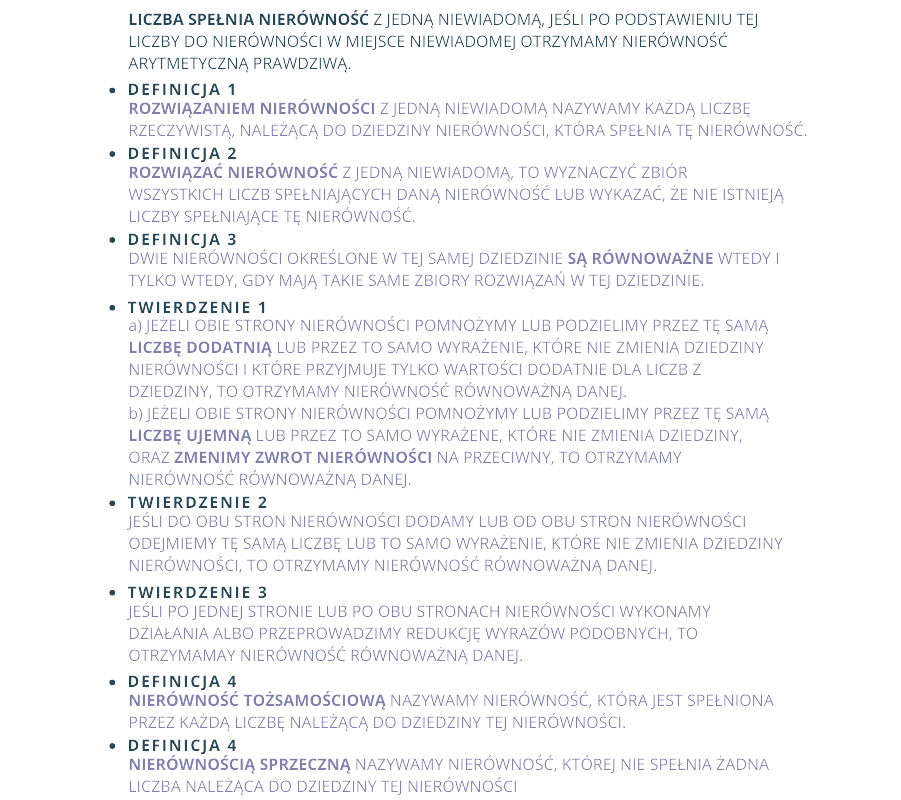 LICZBA SPEŁNIA NIERÓWNOŚĆ Z JEDNĄ NIEWIADOMĄ, JEŚLI PO PODSTAWIENIU TEJ
LICZBY DO NIERÓWNOŚCI W MIEJSCE NIEWIADOMEJ OTRZYMAMY NIERÓWNOŚĆ
ARYTMETYCZNĄ PRAWDZIWĄ.
• DEFINICJA 1
ROZWIĄZANIEM NIERÓWNOŚCI Z JEDNĄ NIEWIADOMĄ NAZYWAMY KAŻDĄ LICZBĘ
RZECZYWISTĄ, NALEŻĄCĄ DO DZIEDZINY NIERÓWNOŚCI, KTÓRA SPEŁNIA TĘ NIERÓWNOŚĆ.
• DEFINICJA 2
ROZWIĄZAĆ NIERÓWNOŚĆ Z JEDNĄ NIEWIADOMĄ, TO WYZNACZYĆ ZBIÓR
WSZYSTKICH LICZB SPEŁNIAJĄCYCH DANĄ NIERÓWNOŚĆ LUB WYKAZAĆ, ŻE NIE ISTNIEJĄ
LICZBY SPEŁNIAJĄCE TĘ NIERÓWNOŚĆ.
• DEFINICJA 3
DWIE NIERÓWNOŚCI OKREŚLONE W TEJ SAMEJ DZIEDZINIE SĄ RÓWNOWAŻNE WTEDY I
TYLKO WTEDY, GDY MAJĄ TAKIE SAME ZBIORY ROZWIĄZAŃ W TEJ DZIEDZINIE.
• TWIERDZENIE 1
a) JEŻELI OBIE STRONY NIERÓWNOŚCI POMNOŻYMY LUB PODZIELIMY PRZEZ TĘ SAMĄ
LICZBĘ DODATNIĄ LUB PRZEZ TO SAMO WYRAŻENIE, KTÓRE NIE ZMIENIA DZIEDZINY
NIERÓWNOŚCI I KTÓRE PRZYJMUJE TYLKO WARTOŚCI DODATNIE DLA LICZB Z
DZIEDZINY, TO OTRZYMAMY NIERÓWNOŚĆ RÓWNOWAŻNĄ DANEJ.
b) JEŻELI OBIE STRONY NIERÓWNOŚCI POMNOŻYMY LUB PODZIELIMY PRZEZ TĘ SAMĄ
LICZBĘ UJEMNĄ LUB PRZEZ TO SAMO WYRAŻENE, KTÓRE NIE ZMIENIA DZIEDZINY,
ORAZ ZMENIMY ZWROT NIERÓWNOŚCI NA PRZECIWNY, TO OTRZYMAMY
NIERÓWNOŚĆ RÓWNOWAŻNĄ DANEJ.
• TWIERDZENIE 2
JEŚLI DO OBU STRON NIERÓWNOŚCI DODAMY LUB OD OBU STRON NIERÓWNOŚCI
ODEJMIEMY TĘ SAMĄ LICZBĘ LUB TO SAMO WYRAŻENIE, KTÓRE NIE ZMIENIA DZIEDZINY
NIERÓWNOŚCI, TO OTRZYMAMY NIERÓWNOŚĆ RÓWNOWAŻNĄ DANEJ.
• TWIERDZENIE 3
JEŚLI PO JEDNEJ STRONIE LUB PO OBU STRONACH NIERÓWNOŚCI WYKONAMY
DZIAŁANIA ALBO PRZEPROWADZIMY REDUKCJĘ WYRAZÓW PODOBNYCH, TO
OTRZYMAMAY NIERÓWNOŚĆ RÓWNOWAŻNĄ DANEJ.
• DEFINICJA 4
NIERÓWNOŚĆ TOŻSAMOŚCIOWĄ NAZYWAMY NIERÓWNOŚĆ, KTÓRA JEST SPEŁNIONA
PRZEZ KAŻDĄ LICZBĘ NALEŻĄCĄ DO DZIEDZINY TEJ NIERÓWNOŚCI.
• DEFINICJA 4
NIERÓWNOŚCIĄ SPRZECZNĄ NAZYWAMY NIERÓWNOŚĆ, KTÓREJ NIE SPEŁNIA ŻADNA
LICZBA NALEŻĄCA DO DZIEDZINY TEJ NIERÓWNOŚCI